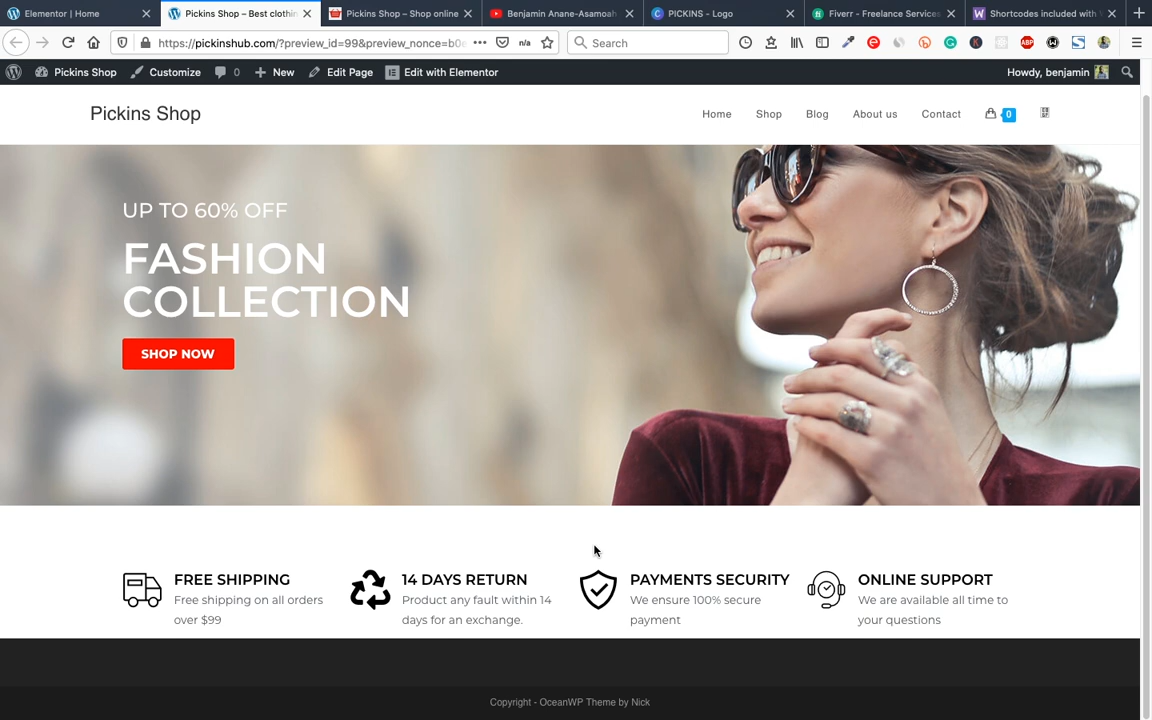 Elementor | Home
Pickins Shop – Best clothin
Pickins Shop – Shop online
Benjamin Anane-Asamoah
PICKINS - Logo
Fiverr - Freelance Services
Shortcodes included with
https://pickinshub.com/?preview_id=99&preview_nonce=b0e
n/a
Search
ABP
Pickins Shop
Customize
0
New
Edit Page
Edit with Elementor
Howdy, benjamin
Pickins Shop
Home
Shop
Blog
About us
Contact
0
UP TO 60% OFF
FASHION
COLLECTION
SHOP NOW
FREE SHIPPING
Free shipping on all orders
over $99
14 DAYS RETURN
Product any fault within 14
days for an exchange.
PAYMENTS SECURITY
We ensure 100% secure
payment
ONLINE SUPPORT
We are available all time to
your questions
Copyright - OceanWP Theme by Nick